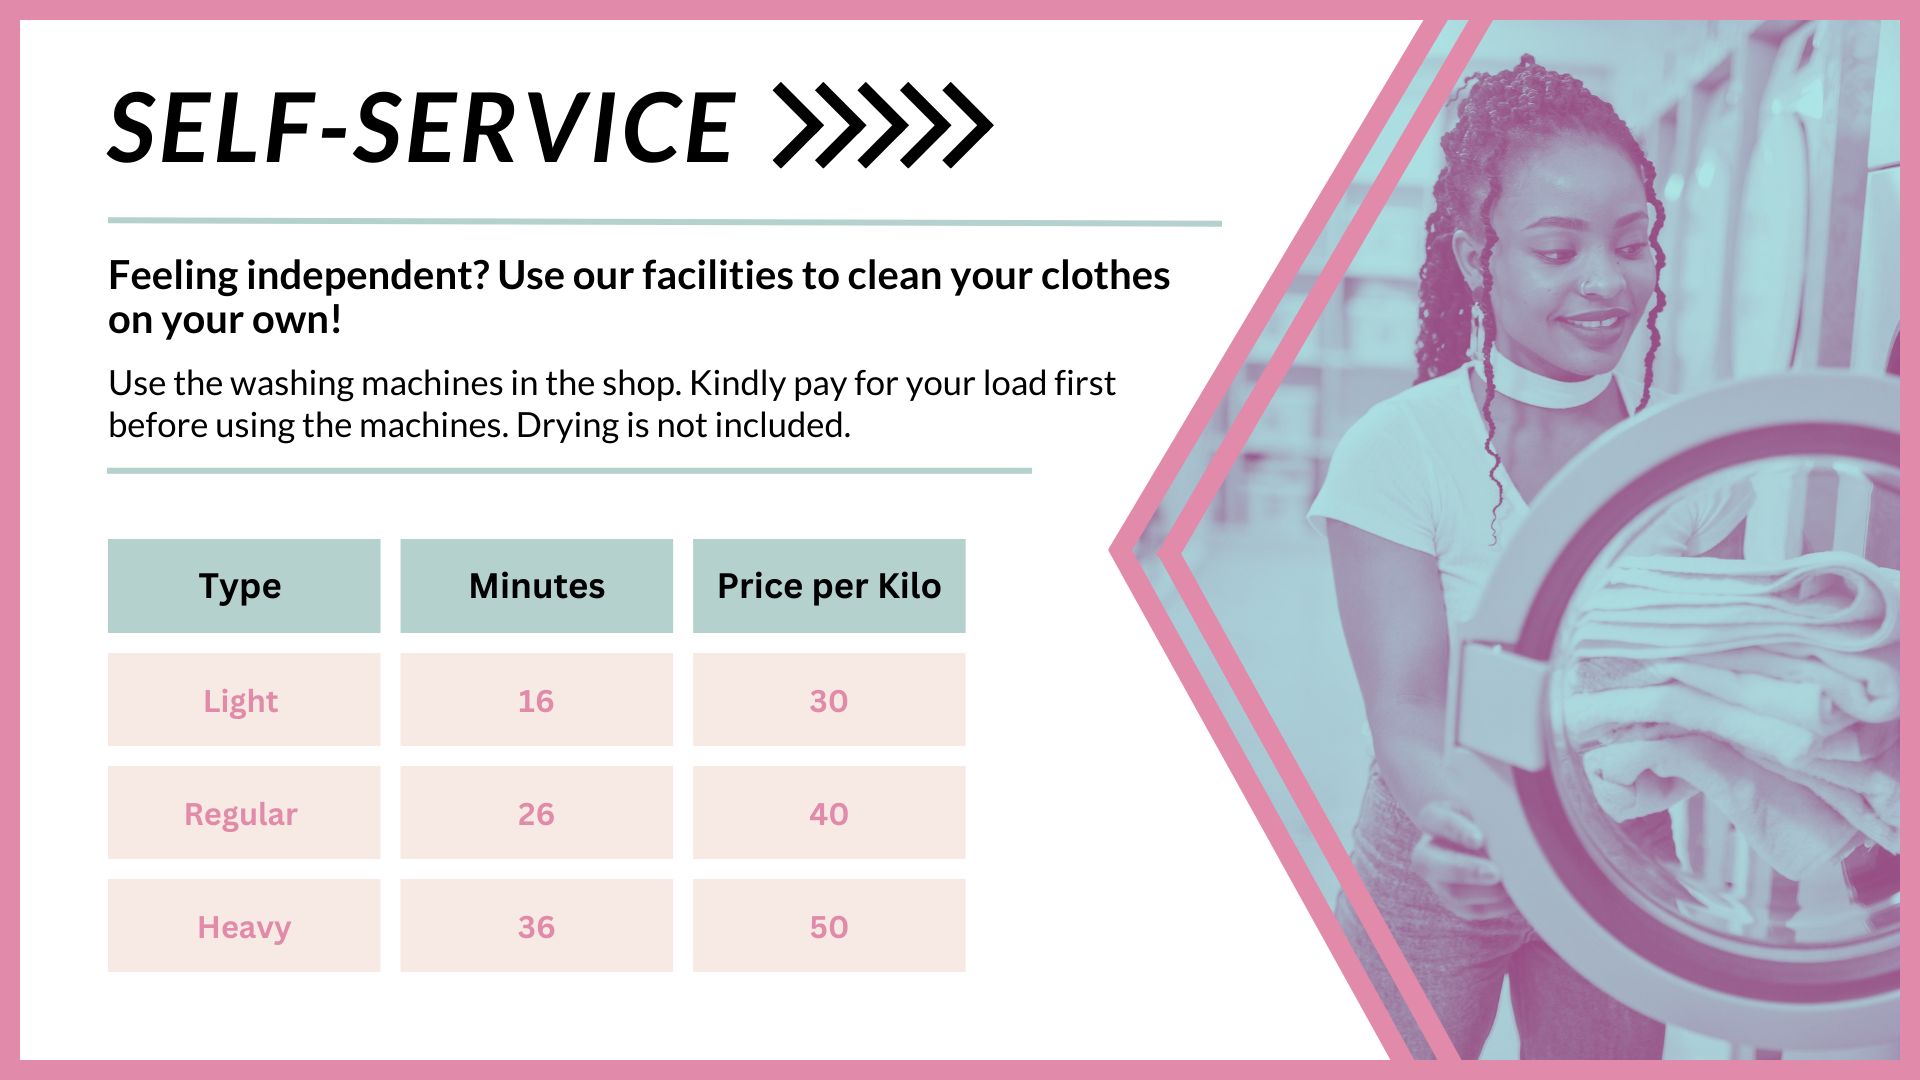 SELF-SERVICE
Feeling independent? Use our facilities to clean your clothes
on your own!
Use the washing machines in the shop. Kindly pay for your load first
before using the machines. Drying is not included.
Type Minutes Price per Kilo
Light 16 30
Regular 26 40
Heavy 36 50